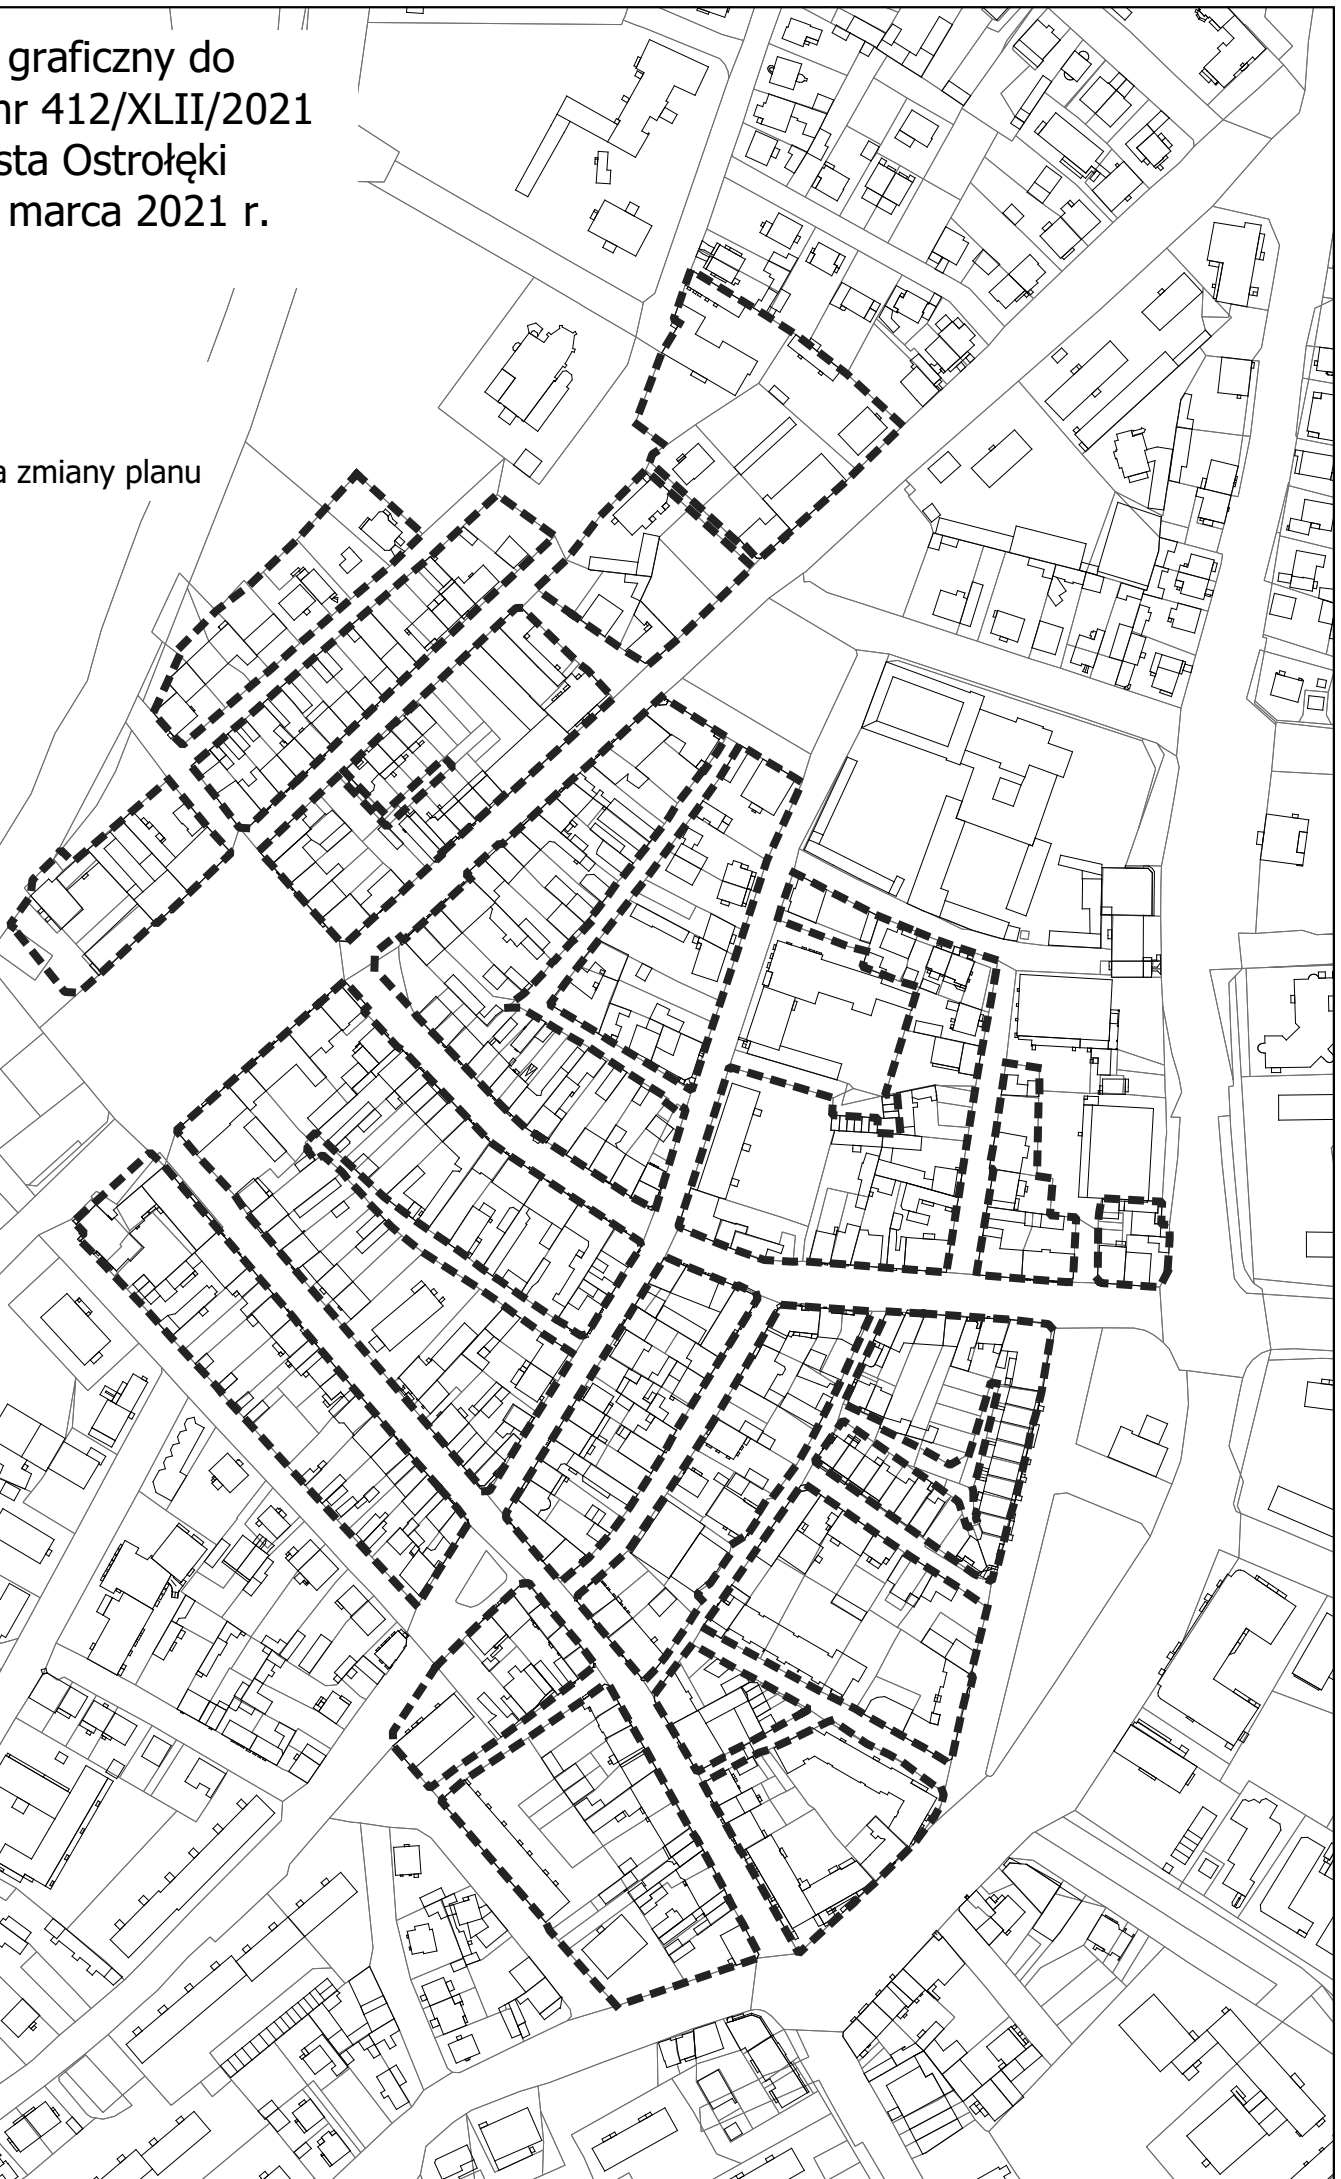 graficzny do
nr 412/XLII/2021
sta Ostrołęki
marca 2021 r.
a zmiany planu